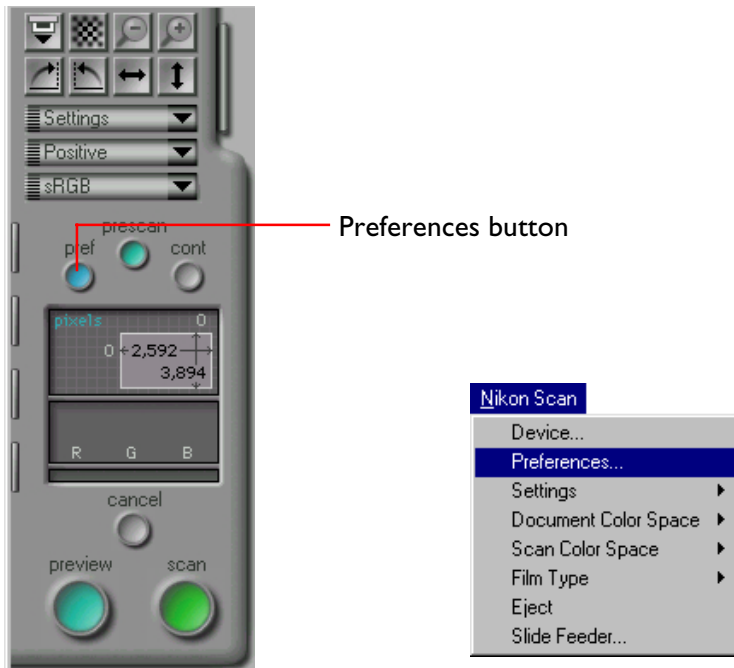 Settings
Positive
sRGB
prescan
pref
cont
Preferences button
pixels
0
0
2,592
3,894
R G B
cancel
preview
scan
Nikon Scan
Device...
Preferences...
Settings
Document Color Space
Scan Color Space
Film Type
Eject
Slide Feeder...